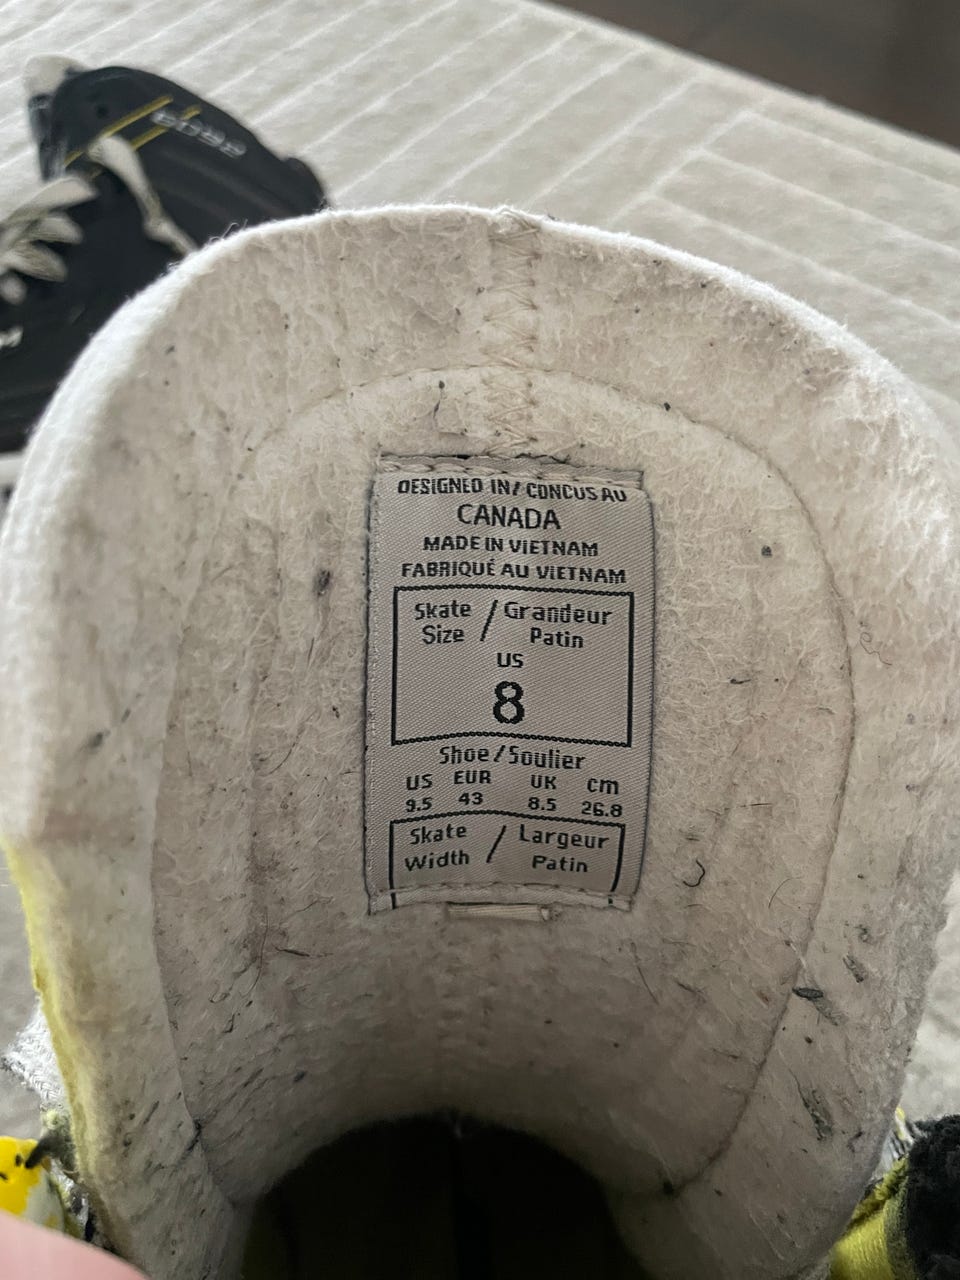 DESIGNED IN/ CONCUS AU
CANADA
MADE IN VIETNAM
FABRIQUÉ AU VIETNAM
Skate / Grandeur
Size Patin
US
8
Shoe/Soulier
US EUR UK cm
9.5 43 8.5 26.8
Skate / Largeur
Width Patin